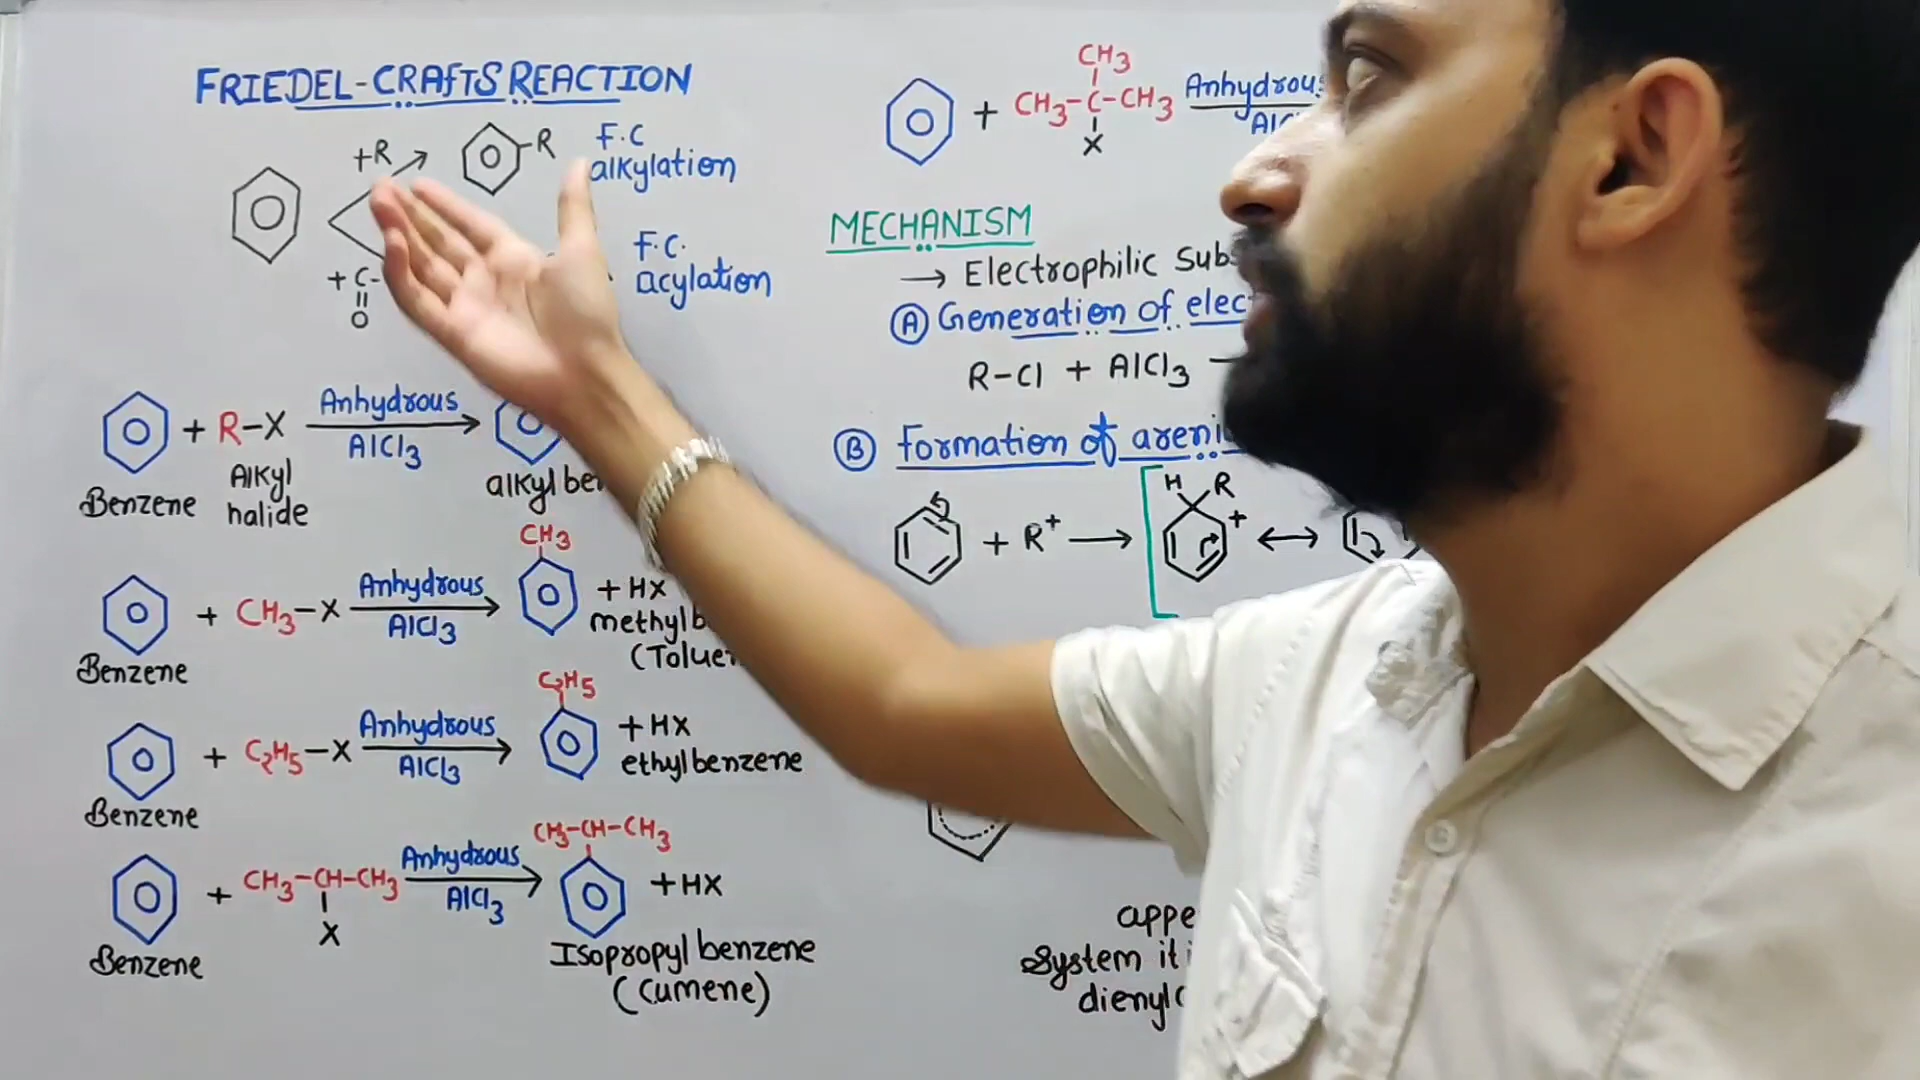 FRIEDEL-CRAFTS REACTION
+R
-R
F.C
alkylation
+ C-
O
F.C.
acylation
+ R-X
Anhydrous
AlCl3
Benzene
Alkyl
halide
+ CH3-X
Anhydrous
AlCl3
CH3
+ HX
Benzene
+ C2H5-X
Anhydrous
AlCl3
C2H5
+ HX
ethylbenzene
Benzene
+ CH3-CH-CH3
X
Anhydrous
AlCl3
CH3-CH-CH3
+HX
Benzene
Isopropyl benzene
(Cumene)
CH3
+ CH3-C-CH3
X
MECHANISM
→ Electrophilic
A Generation of
R-Cl + AlCl3
B Formation of
+ R+
H R
+
System it